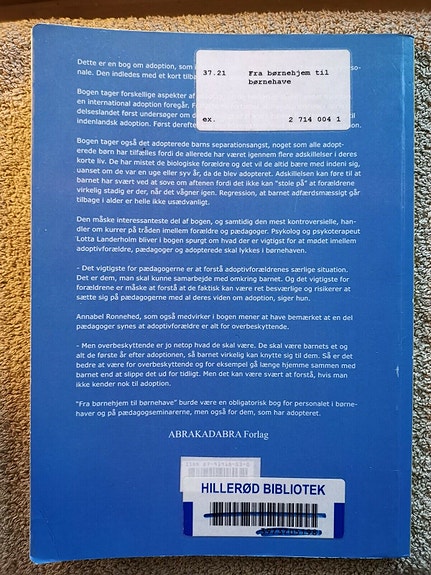 Dette er en bog om adoption, som
so-
nale. Den indledes med et kort tilba
37.21 Fra børnehjem til
børnehave
ex. 2 714 004 1
Bogen tager forskellige aspekter af
en international adoption foregår. F
delseslandet først undersøger om d
indenlandsk adoption. Først derefte
on.
Bogen tager også det adopterede barns separationsangst, noget som alle adopt-
erede børn har tilfælles fordi de allerede har været igennem flere adskillelser i deres
korte liv. De har mistet de biologiske forældre og det vil de altid bære med indeni sig,
uanset om de var en uge eller syv år, da de blev adopteret. Adskillelsen kan føre til at
barnet har svært ved at sove om aftenen fordi det ikke kan "stole på" at forældrene
virkelig stadig er der, når det vågner igen. Regression, at barnet adfærdsmæssigt går
tilbage i alder er helle ikke usædvanligt.
Den måske interessanteste del af bogen, og samtidig den mest kontroversielle, han-
dler om kurrer på tråden imellem forældre og pædagoger. Psykolog og psykoterapeut
Lotta Landerholm bliver i bogen spurgt om hvad der er vigtigst for at mødet imellem
adoptivforældre, pædagoger og adopterede skal lykkes i børnehaven.
- Det vigtigste for pædagogerne er at forstå adoptivforældrenes særlige situation.
Det er dem, man skal kunne samarbejde med omkring barnet. Og det vigtigste for
forældrene er måske at forstå at de faktisk kan være ret besværlige og risikerer at
sætte sig på pædagogerne med al deres viden om adoption, siger hun.
Annabel Ronnehed, som også medvirker i bogen mener at have bemærket at en del
pædagoger synes at adoptivforældre er alt for overbeskyttende.
- Men overbeskyttende er jo netop hvad de skal være. De skal være barnets et og
alt de første år efter adoptionen, så barnet virkelig kan knytte sig til dem. Så er det
bedre at være for overbeskyttende og for eksempel gå længe hjemme sammen med
barnet end at slippe det ud for tidligt. Men det kan være svært at forstå, hvis man
ikke kender nok til adoption.
"Fra børnehjem til børnehave" burde være en obligatorisk bog for personalet i børne-
haver og på pædagogseminarerne, men også for dem, som har adopteret.
ABRAKADABRA Forlag
HILLERØD BIBLIOTEK